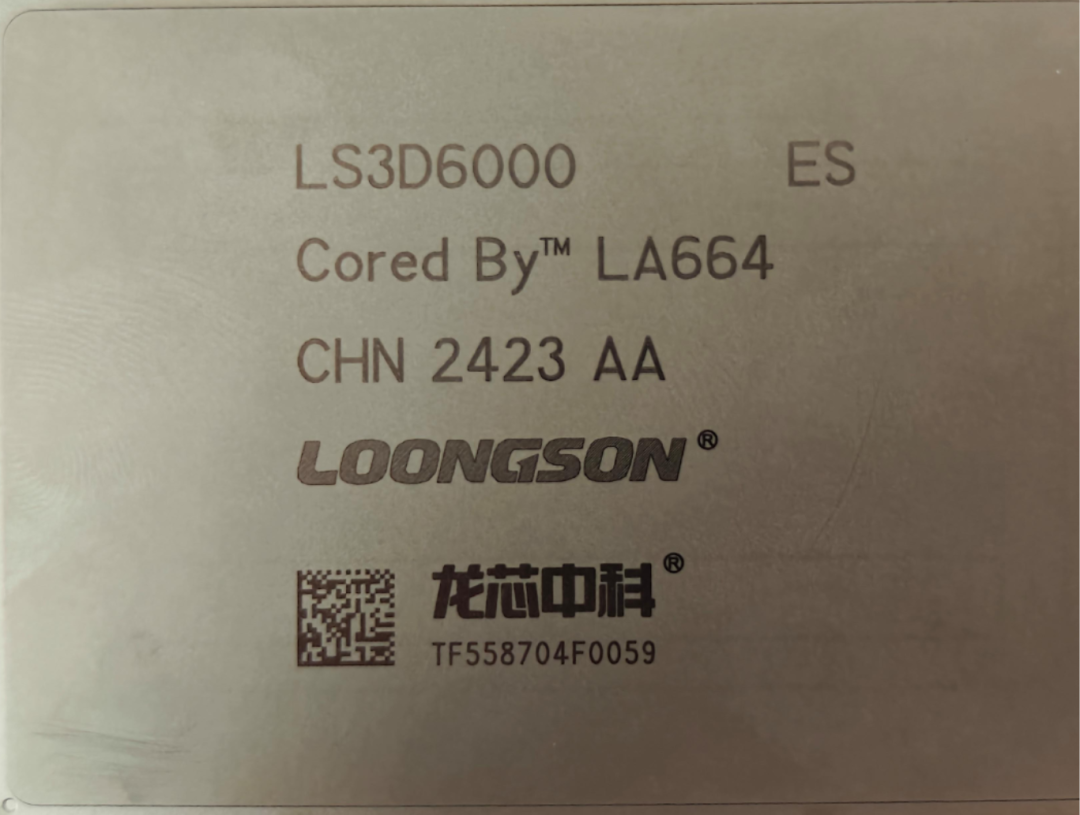 LS3D6000 ES
Cored By™ LA664
CHN 2423 AA
LOONGSON®
龙芯中科®
TF558704F0059